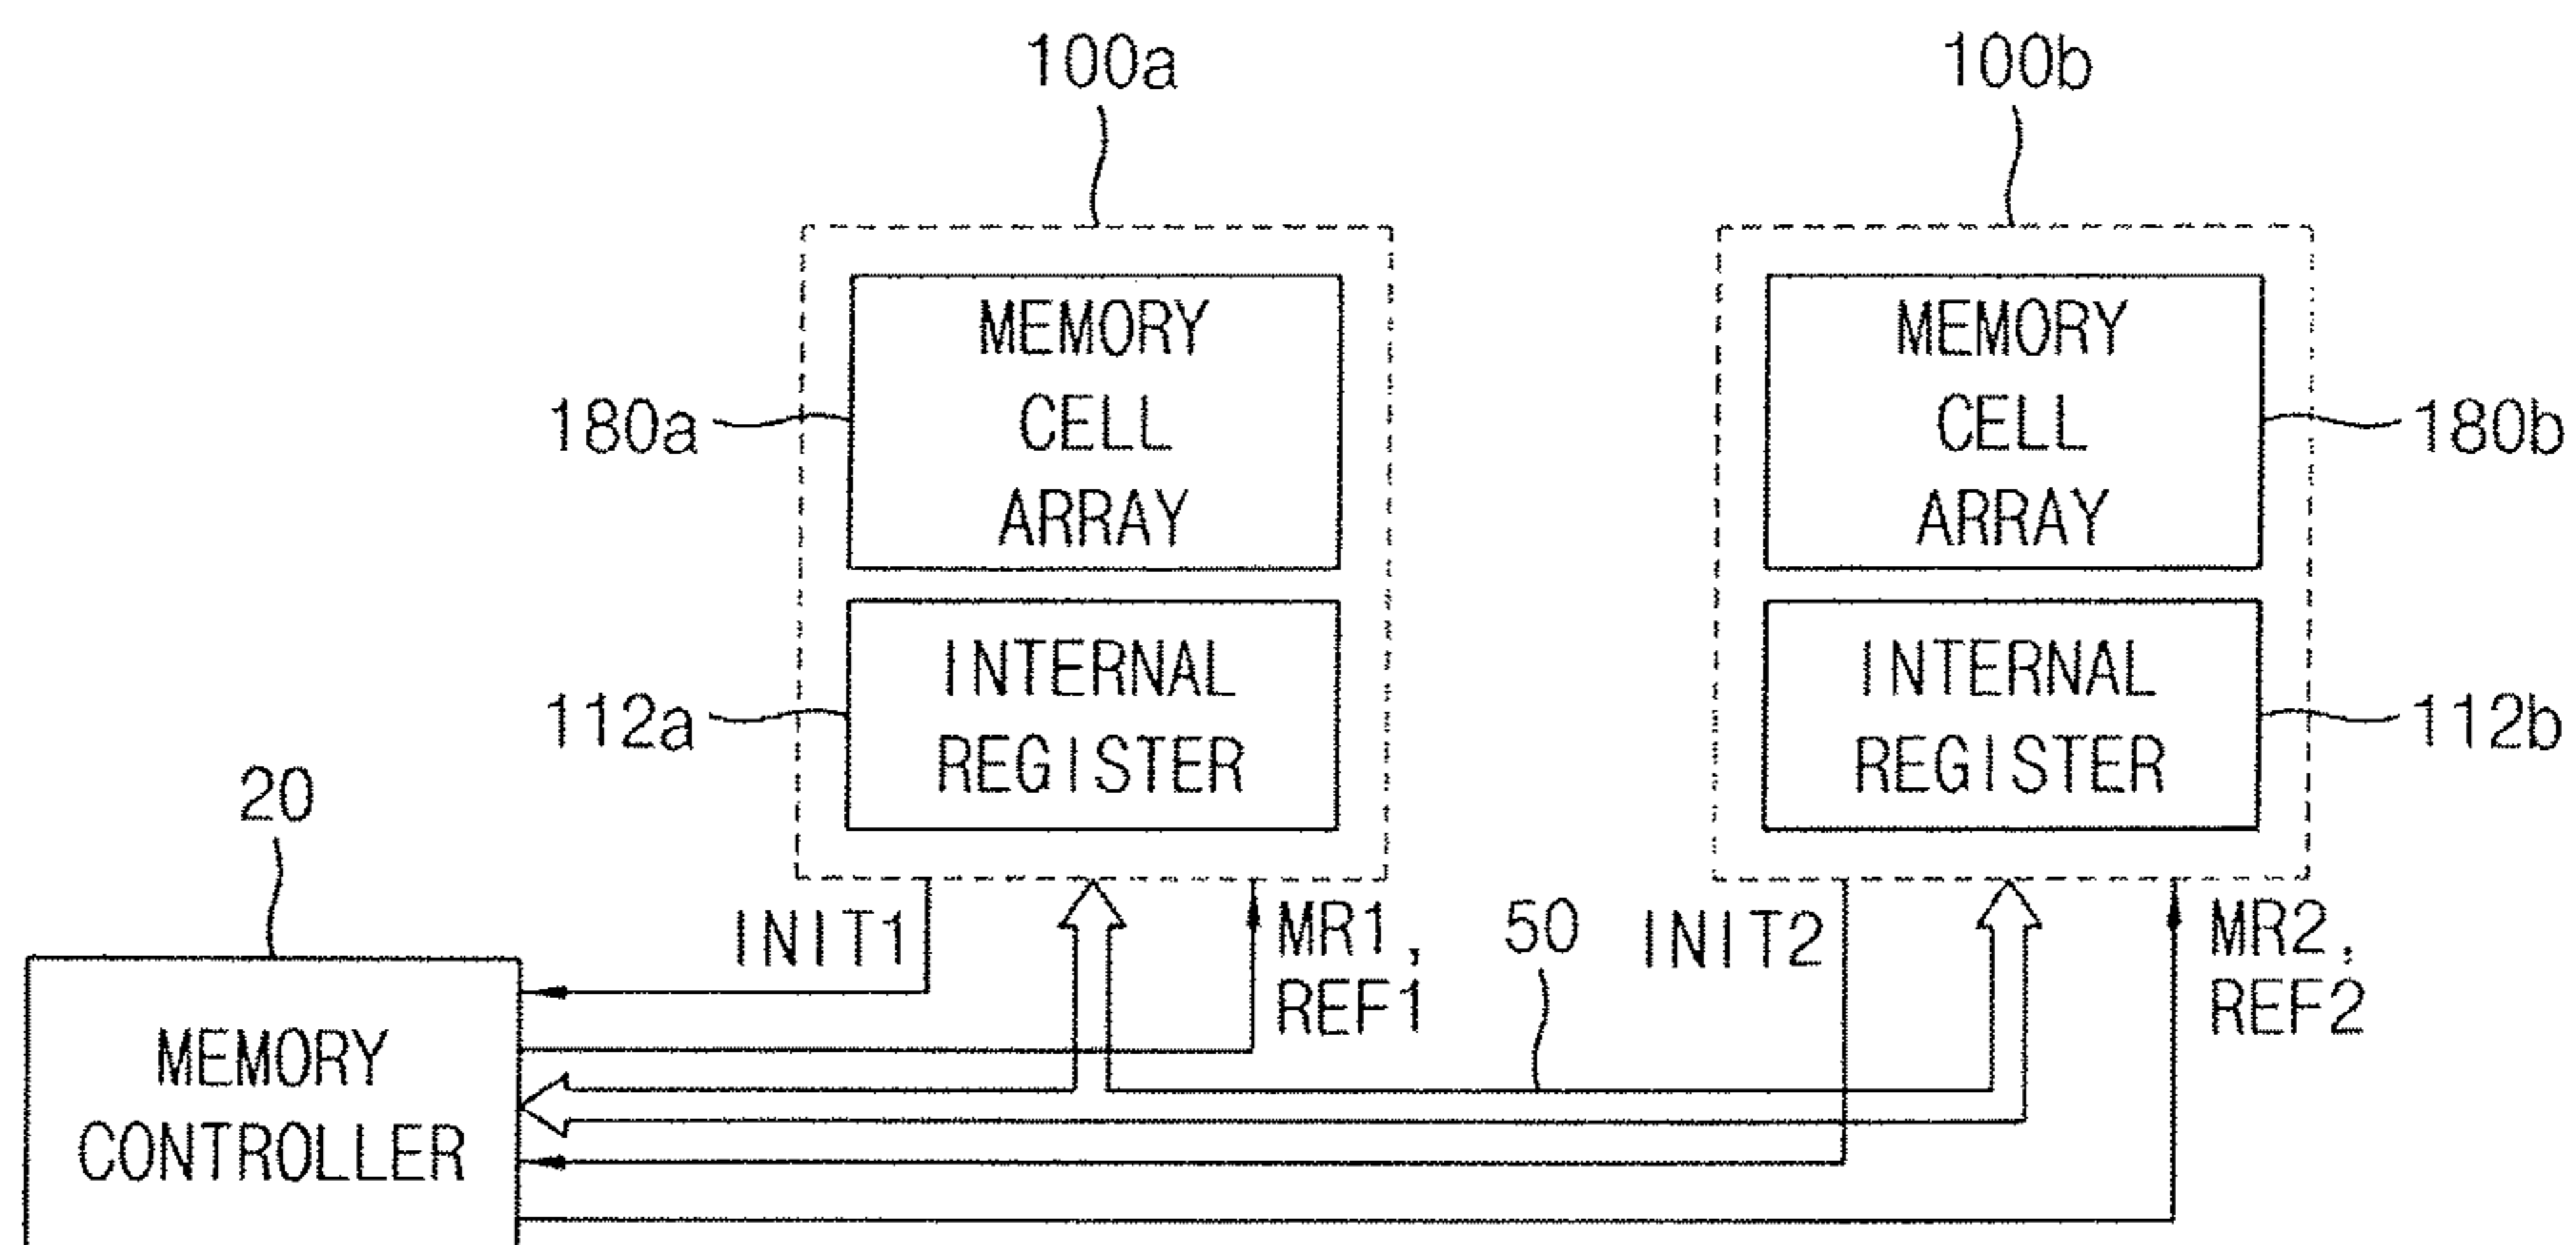 100a
100b
MEMORY
CELL
ARRAY
180a
MEMORY
CELL
ARRAY
180b
INTERNAL
REGISTER
112a
INTERNAL
REGISTER
112b
20
INIT1
MR1,
REF1
50
INIT2
MR2,
REF2
MEMORY
CONTROLLER